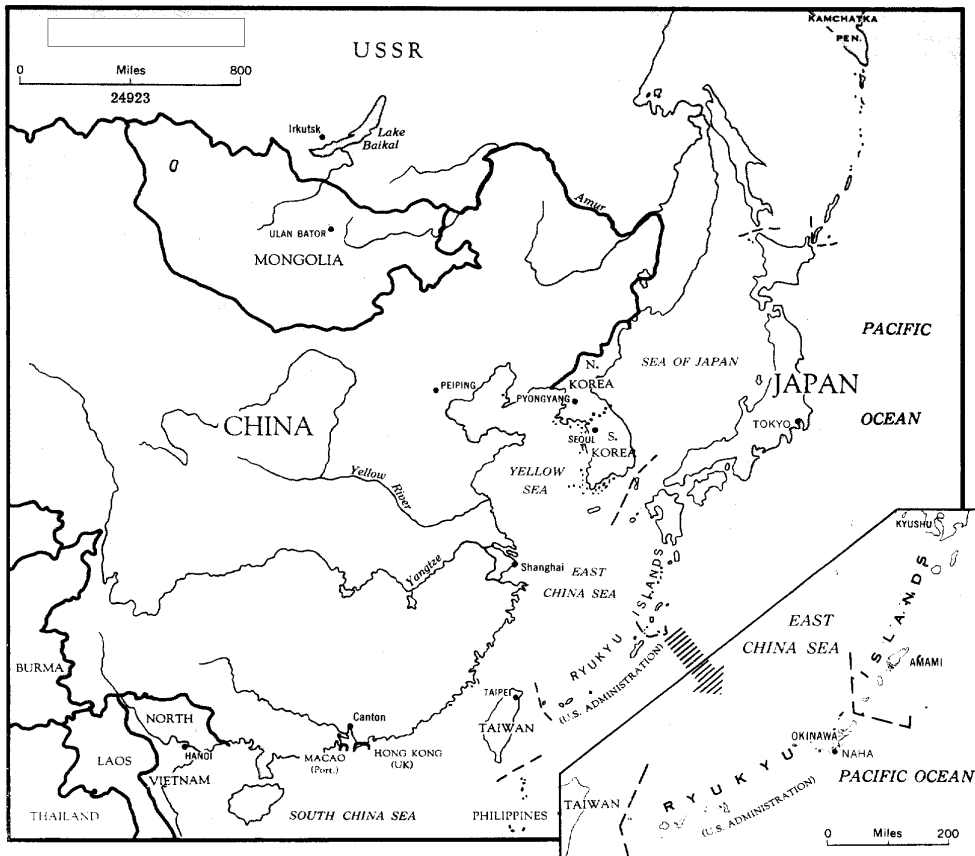 KAMCHATKA
PEN.
USSR
0 Miles 800
24923
Irkutsk
Lake
Baikal
Amur
ULAN BATOR
MONGOLIA
PACIFIC
OCEAN
SEA OF JAPAN
N.
KOREA
PEIPING
PYONGYANG
JAPAN
TOKYO
CHINA
SEOUL
S.
KOREA
YELLOW
SEA
Yellow
River
KYUSHU
Yangtze
Shanghai
EAST
CHINA SEA
RYUKYU ISLANDS
(U.S. ADMINISTRATION)
EAST
CHINA SEA
ISLANDS
AMAMI
BURMA
TAIPEI
TAIWAN
NORTH
VIETNAM
Canton
HANOI
LAOS
MACAO
(Port.)
HONG KONG
(UK)
OKINAWA
NAHA
RYUKYU
(U.S. ADMINISTRATION)
PACIFIC OCEAN
TAIWAN
THAILAND
SOUTH CHINA SEA
PHILIPPINES
0 Miles 200